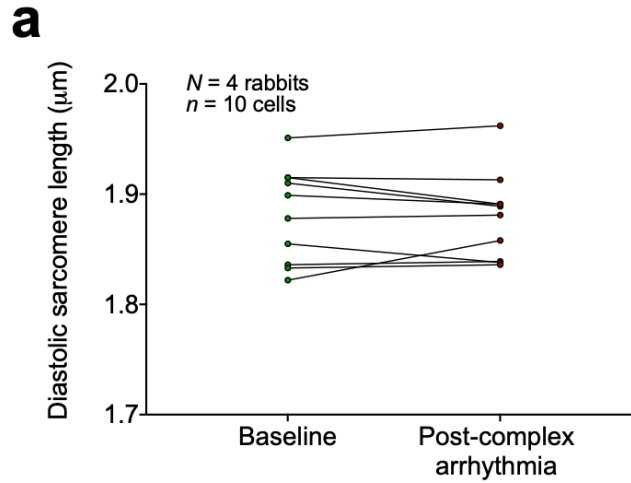 a
Diastolic sarcomere length (μm)
2.0
N = 4 rabbits
n = 10 cells
1.9
1.8
1.7
Baseline
Post-complex
arrhythmia